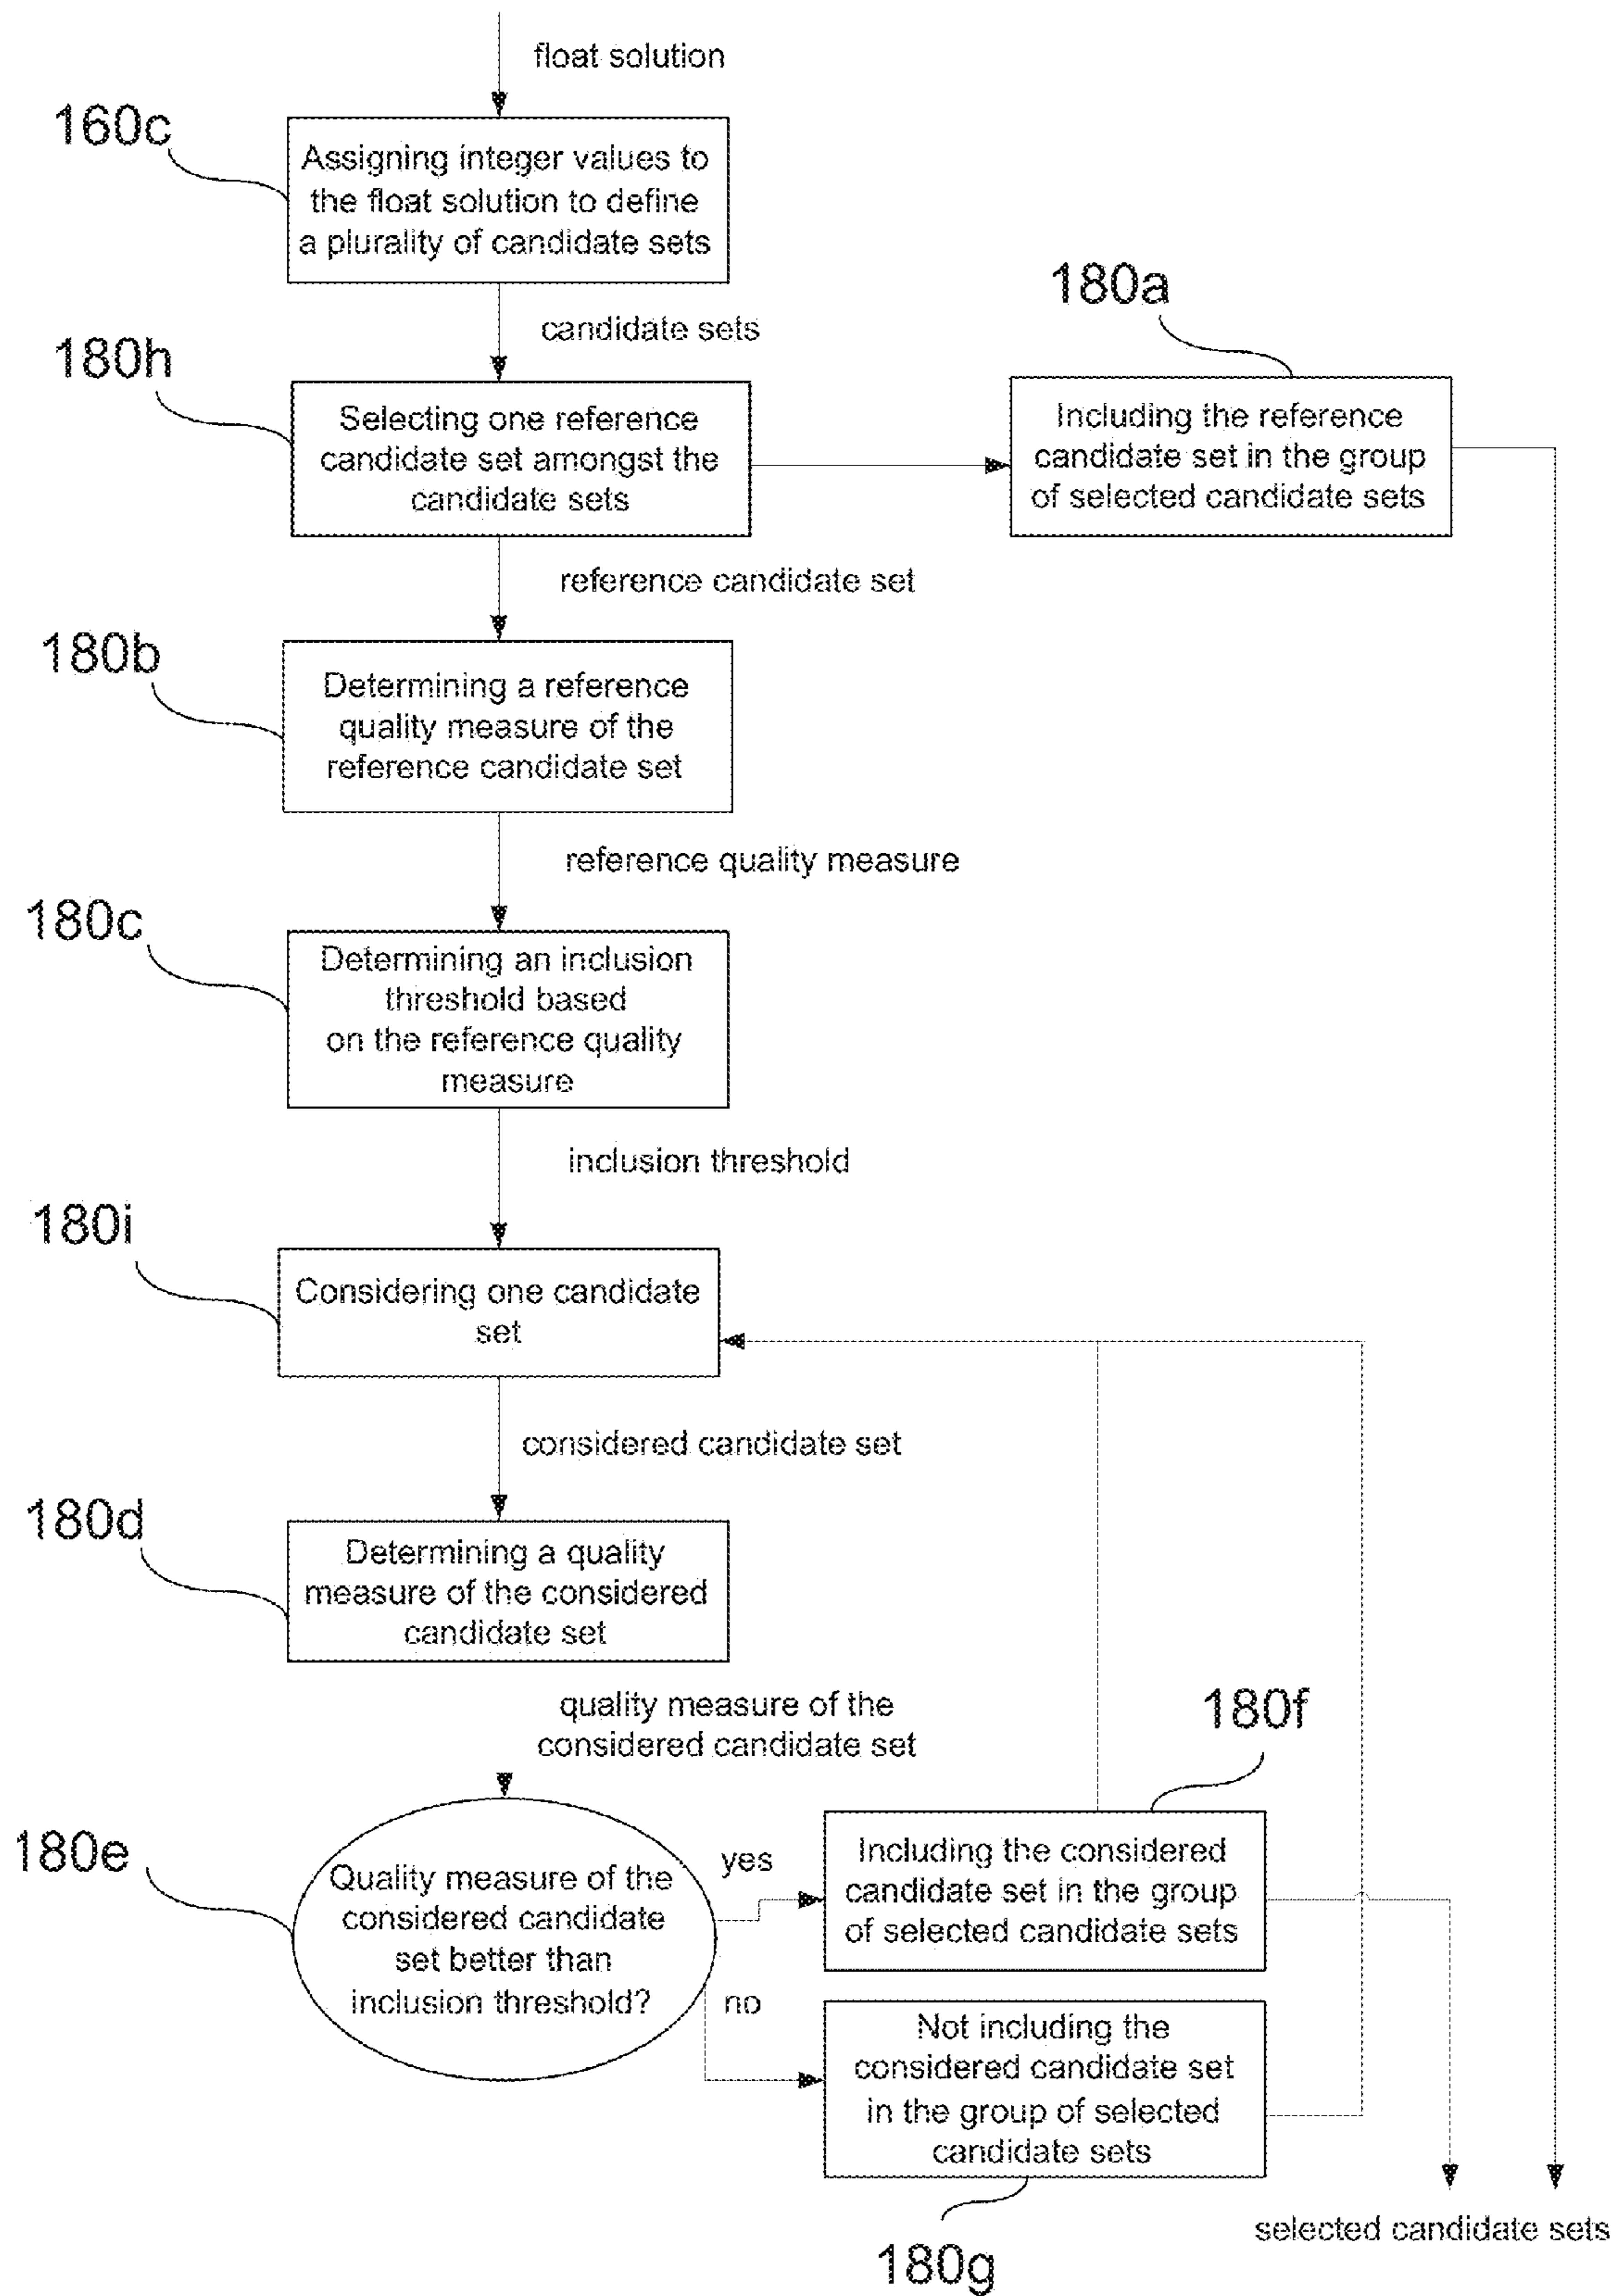 float solution
160c
Assigning integer values to
the float solution to define
a plurality of candidate sets
candidate sets
180h
Selecting one reference
candidate set amongst the
candidate sets
180a
Including the reference
candidate set in the group
of selected candidate sets
reference candidate set
180b
Determining a reference
quality measure of the
reference candidate set
reference quality measure
180c
Determining an inclusion
threshold based
on the reference quality
measure
inclusion threshold
180i
Considering one candidate
set
considered candidate set
180d
Determining a quality
measure of the considered
candidate set
quality measure of the
considered candidate set
180e
Quality measure of the
considered candidate
set better than
inclusion threshold?
yes
180f
Including the considered
candidate set in the group
of selected candidate sets
no
Not including the
considered candidate set
in the group of selected
candidate sets
180g
selected candidate sets